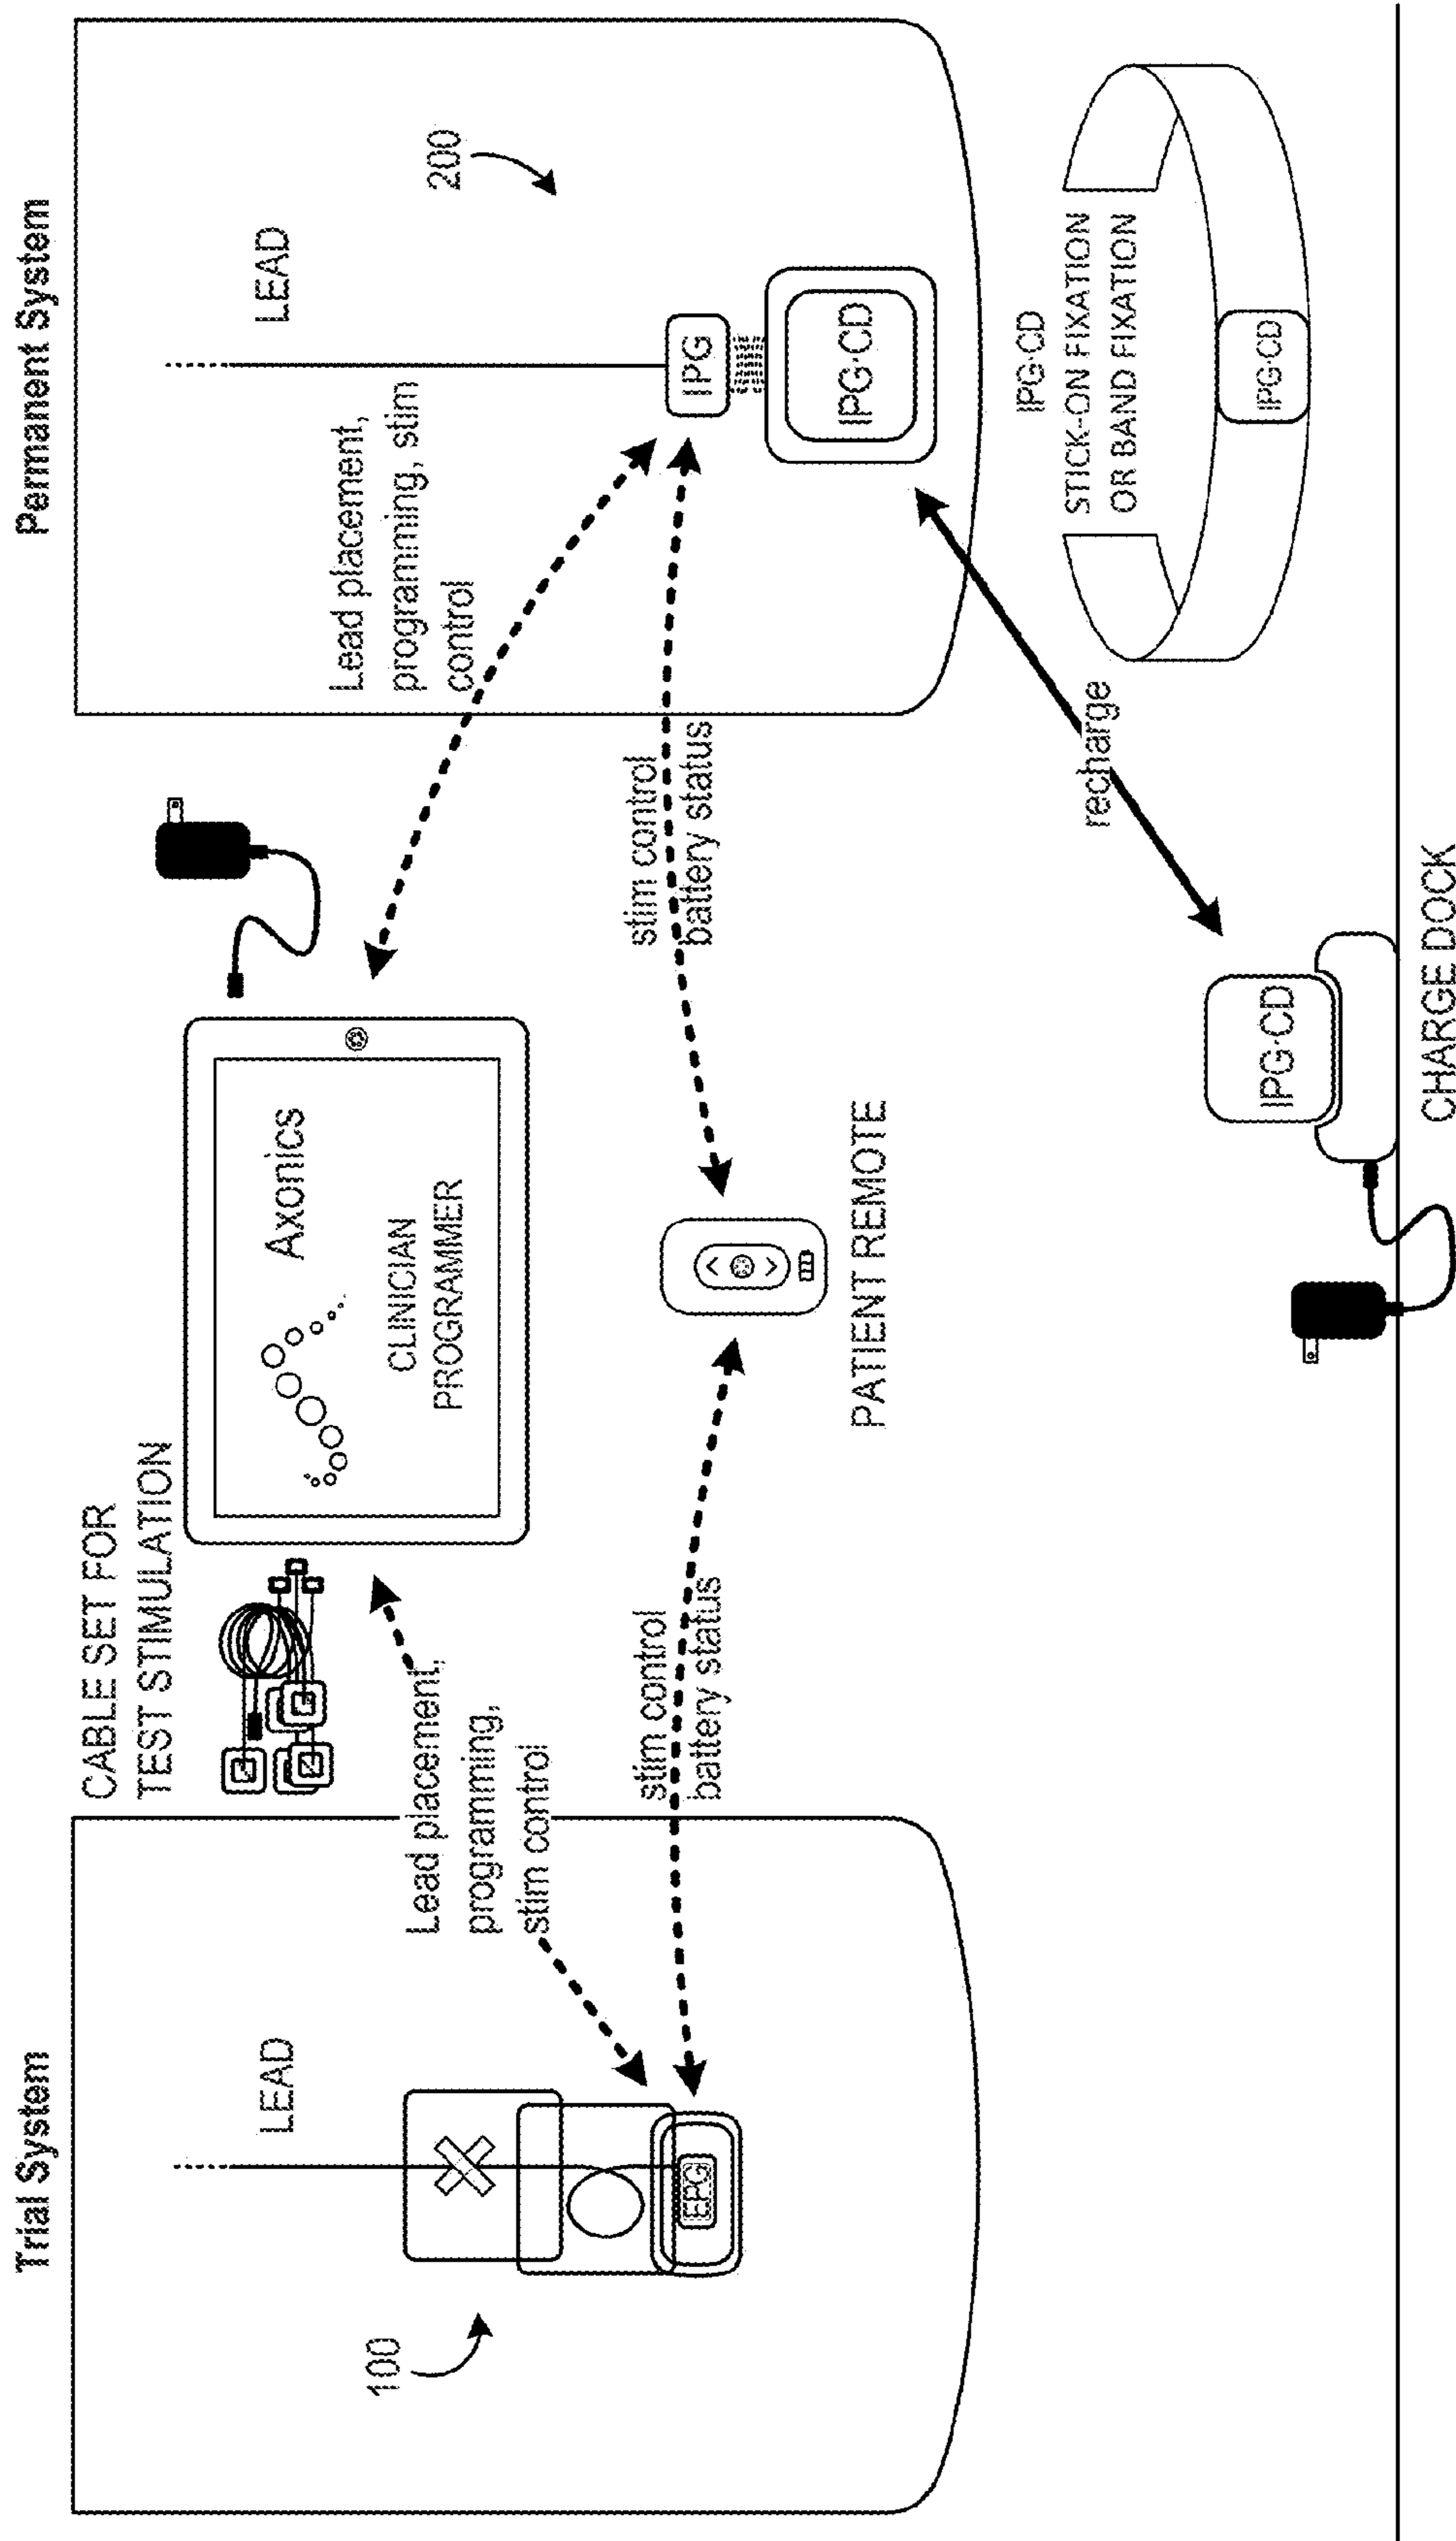 Trial System
Permanent System
CABLE SET FOR
TEST STIMULATION
LEAD
100
EPG
Lead placement,
programming,
stim control
stim control
battery status
Axonics
CLINICIAN
PROGRAMMER
PATIENT REMOTE
Lead placement,
programming, stim
control
stim control
battery status
LEAD
200
IPG
IPG-CD
recharge
IPG-CD
STICK-ON FIXATION
OR BAND FIXATION
IPG-CD
IPG-CD
CHARGE DOCK